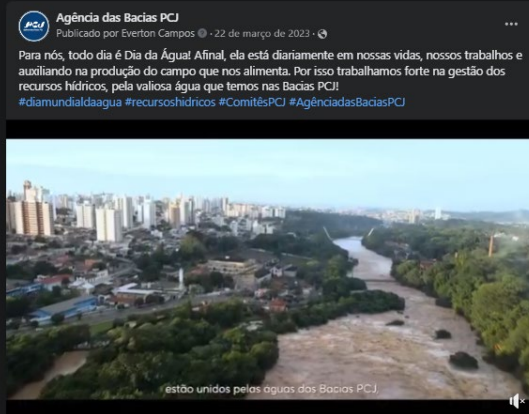 Agência das Bacias PCJ
Publicado por Everton Campos · 22 de março de 2023 ·
Para nós, todo dia é Dia da Água! Afinal, ela está diariamente em nossas vidas, nossos trabalhos e
auxiliando na produção do campo que nos alimenta. Por isso trabalhamos forte na gestão dos
recursos hídricos, pela valiosa água que temos nas Bacias PCJ!
#diamundialdaagua #recursoshidricos #ComitêsPCJ #AgênciadasBaciasPCJ
estão unidos pelas águas das Bacias PCJ